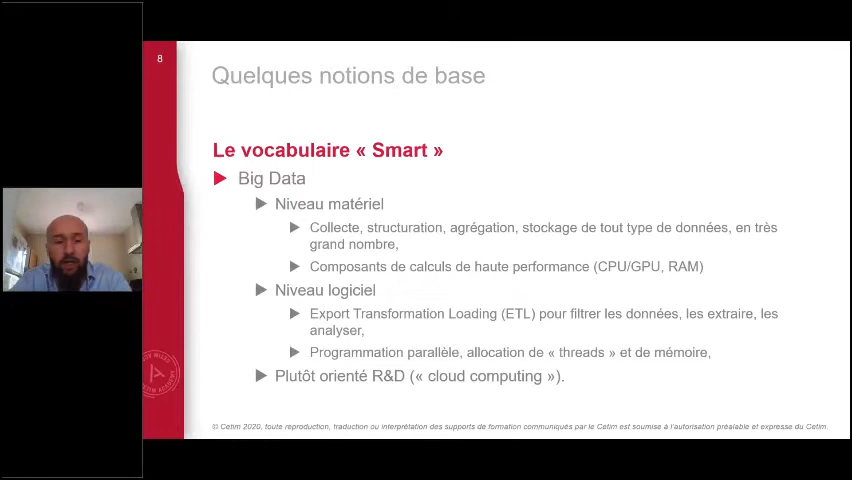 8
Quelques notions de base
Le vocabulaire « Smart »
Big Data
Niveau matériel
Collecte, structuration, agrégation, stockage de tout type de données, en très
grand nombre,
Composants de calculs de haute performance (CPU/GPU, RAM)
Niveau logiciel
Export Transformation Loading (ETL) pour filtrer les données, les extraire, les
analyser,
Programmation parallèle, allocation de « threads » et de mémoire,
Plutôt orienté R&D (« cloud computing »).
© Cetim 2020, toute reproduction, traduction ou interprétation des supports de formation communiqués par le Cetim est soumise à l'autorisation préalable et expresse du Cetim.